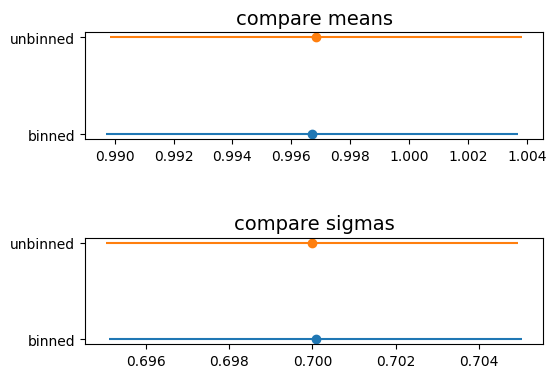 compare means
unbinned
binned
0.990 0.992 0.994 0.996 0.998 1.000 1.002 1.004
compare sigmas
unbinned
binned
0.696 0.698 0.700 0.702 0.704